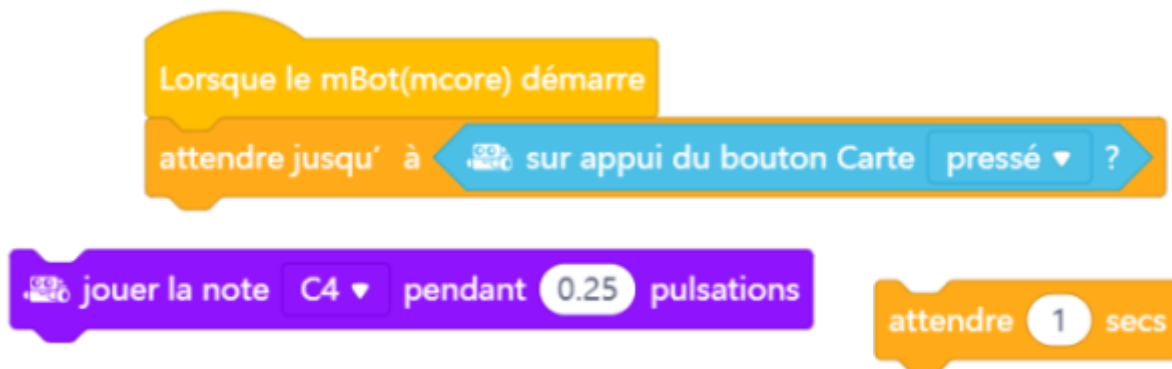 Lorsque le mBot(mcore) démarre
attendre jusqu' à sur appui du bouton Carte pressé ?
jouer la note C4 pendant 0.25 pulsations
attendre 1 secs